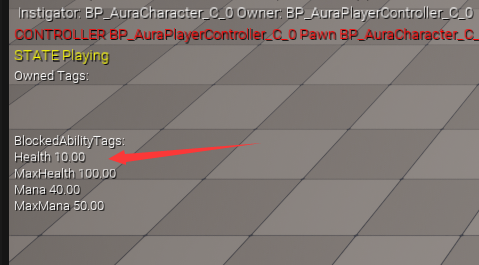 Instigator: BP_AuraCharacter_C_0 Owner: BP_AuraPlayerController_C_0
CONTROLLER BP_AuraPlayerController_C_0 Pawn BP_AuraCharacter_C_
STATE Playing
Owned Tags:
BlockedAbilityTags:
Health 10.00
MaxHealth 100.00
Mana 40.00
MaxMana 50.00